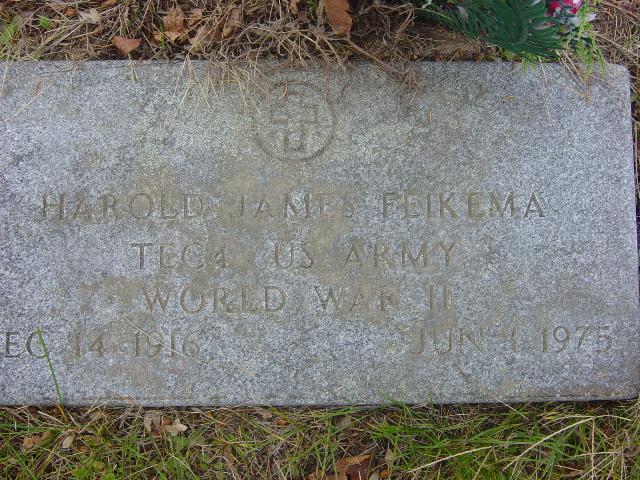 HAROLD JAMES FEIKEMA
TEC4 US ARMY
WORLD WAR II
EC 14 1916 JUN 1 1975